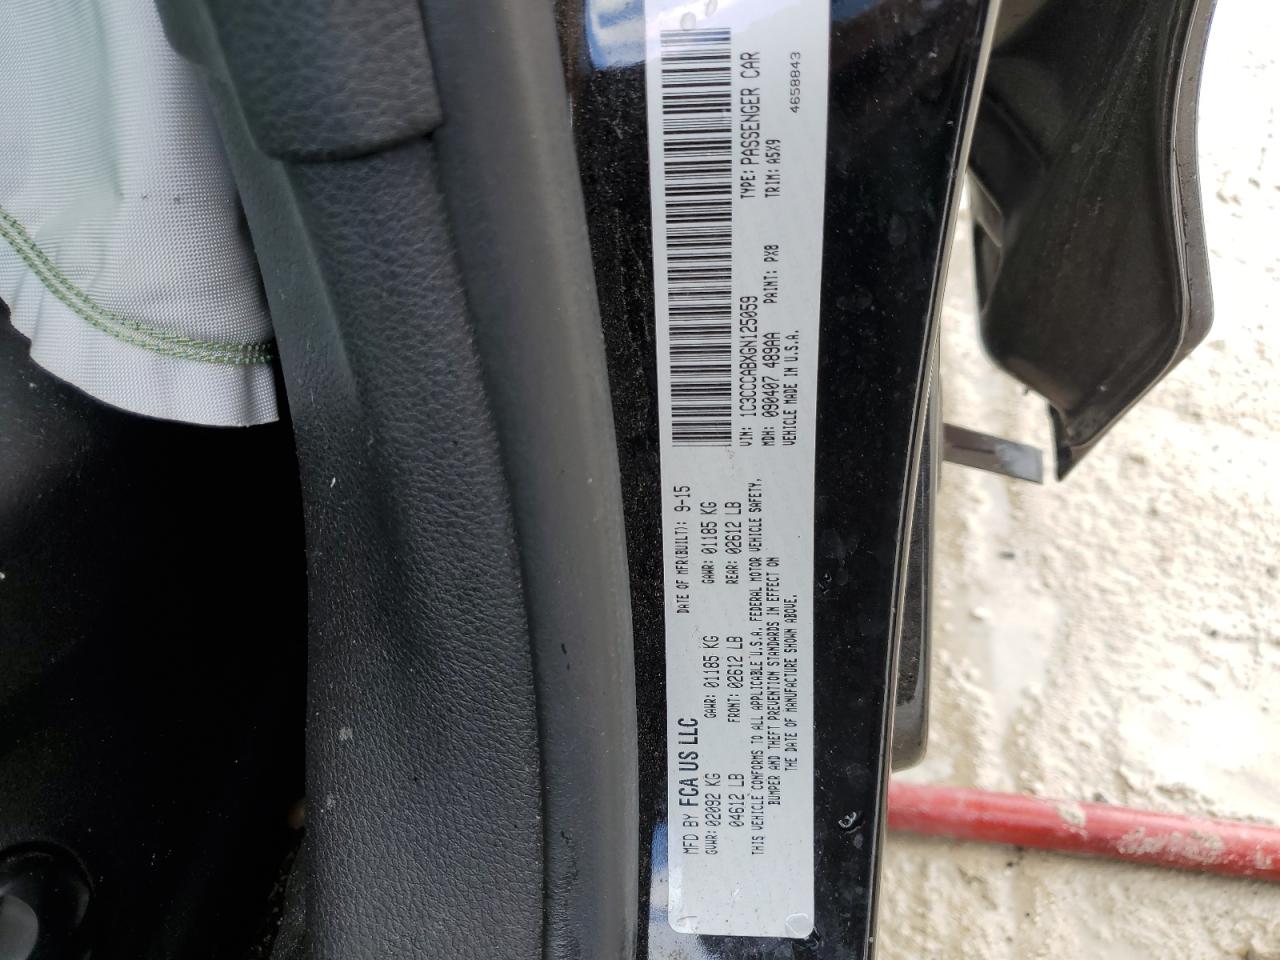 MFD BY FCA US LLC
DATE OF MFR(BUILT): 9-15
GVWR: 02092 KG
GAWR: 01185 KG
GAWR: 01185 KG
04612 LB
FRONT: 02612 LB
REAR: 02612 LB
THIS VEHICLE CONFORMS TO ALL APPLICABLE U.S.A. FEDERAL MOTOR VEHICLE SAFETY,
BUMPER AND THEFT PREVENTION STANDARDS IN EFFECT ON
THE DATE OF MANUFACTURE SHOWN ABOVE.
VIN: 1C3CCCABXGN125059
TYPE: PASSENGER CAR
MDH: 090407 489AA
PAINT: PX8
TRIM: A5X9
VEHICLE MADE IN U.S.A.
4658843